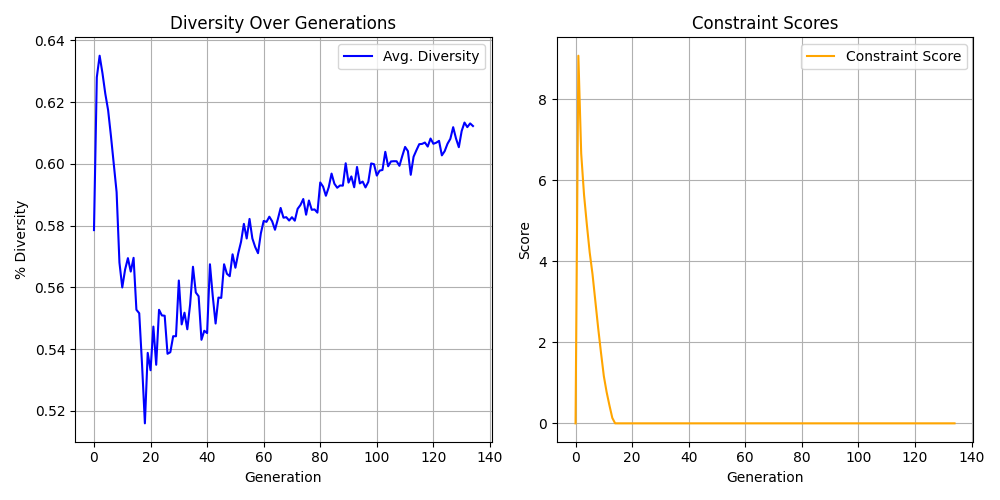 Diversity Over Generations
Avg. Diversity
% Diversity
0.64
0.62
0.60
0.58
0.56
0.54
0.52
0 20 40 60 80 100 120 140
Generation
Constraint Scores
Constraint Score
Score
8
6
4
2
0
0 20 40 60 80 100 120 140
Generation